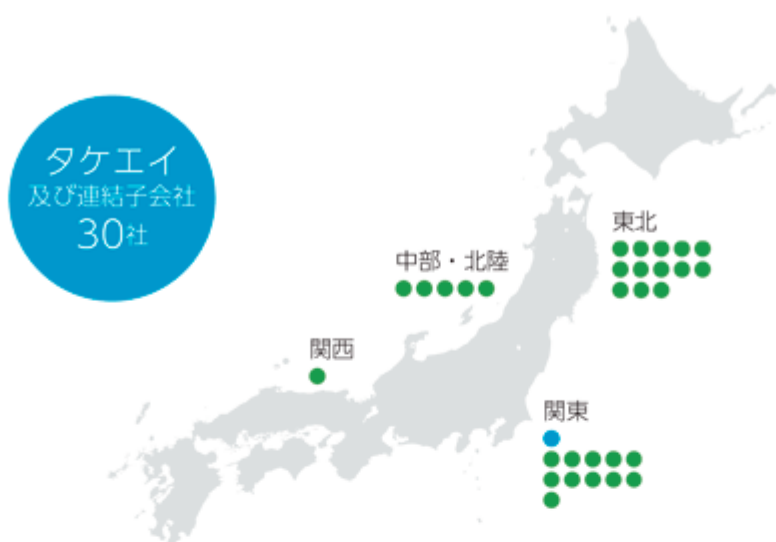 タケエイ
及び連結子会社
30社
東北
中部・北陸
関西
関東